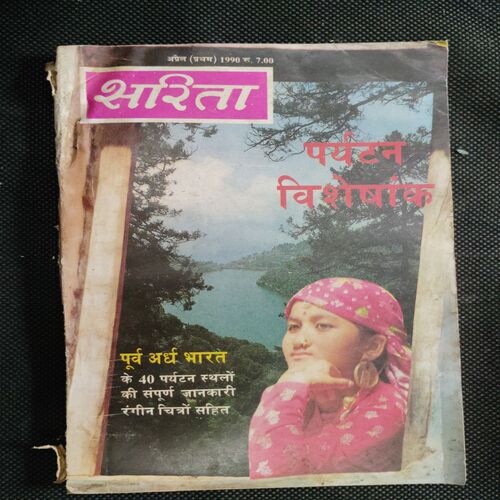 अप्रैल (प्रथम) 1990 रु. 7.00
सरिता
पर्यटन
विशेषांक
पूर्व अर्ध भारत
के 40 पर्यटन स्थलों
की संपूर्ण जानकारी
रंगीन चित्रों सहित